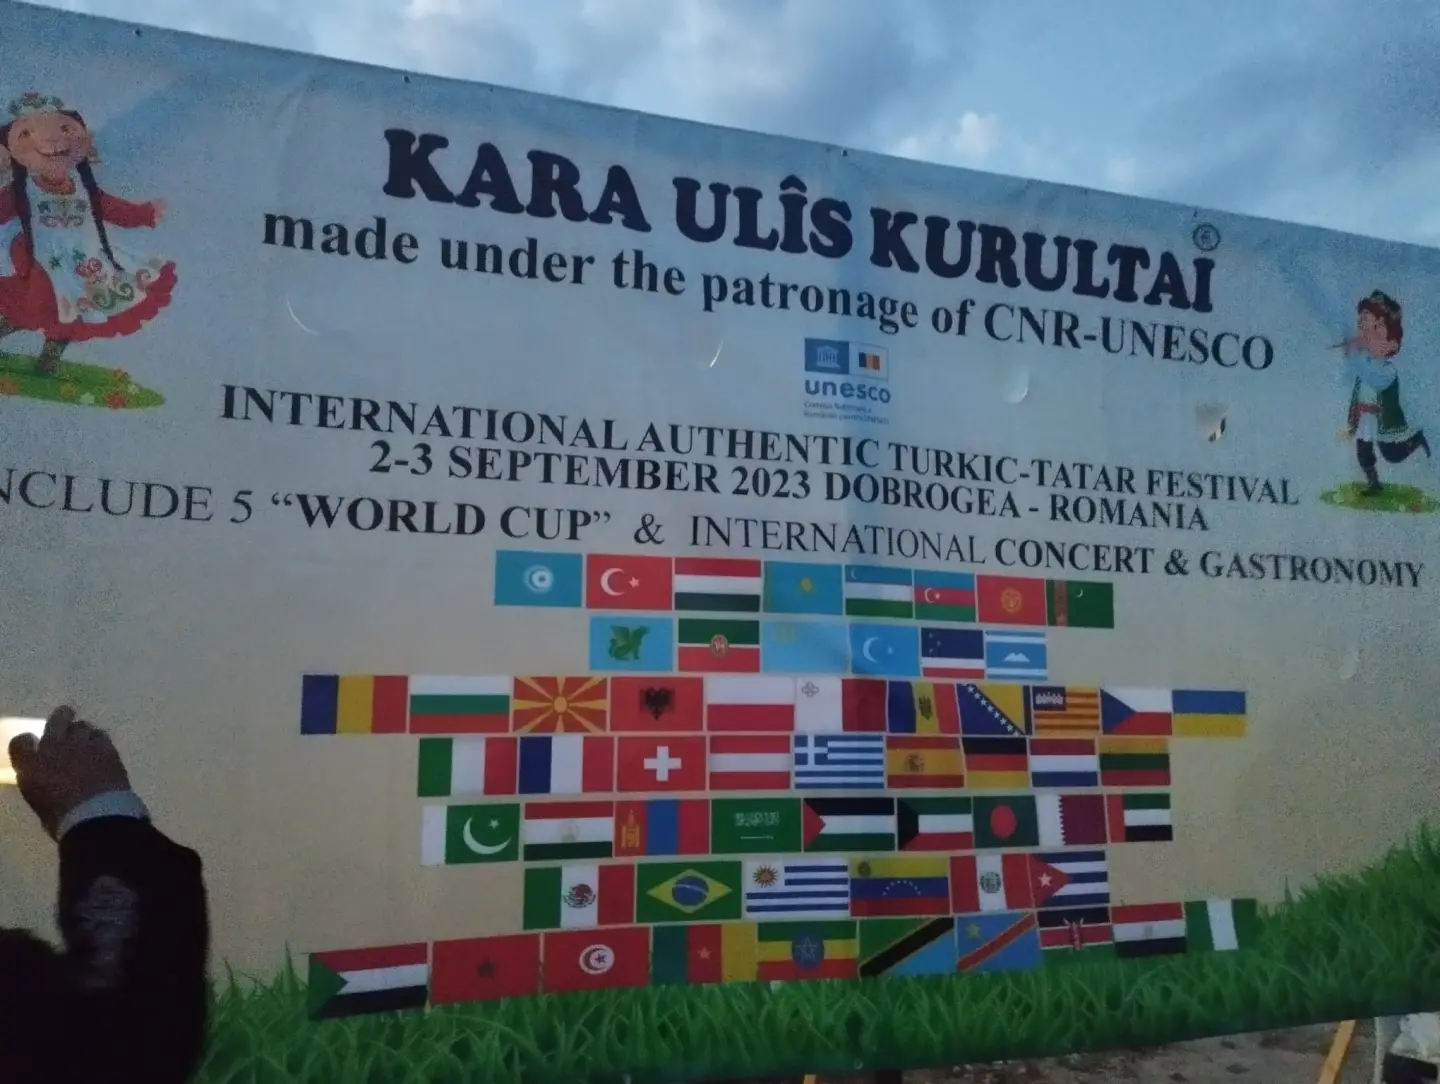 KARA ULÎS KURULTAI
made under the patronage of CNR-UNESCO
unesco
INTERNATIONAL AUTHENTIC TURKIC-TATAR FESTIVAL
2-3 SEPTEMBER 2023 DOBROGEA - ROMANIA
NCLUDE 5 “WORLD CUP” & INTERNATIONAL CONCERT & GASTRONOMY